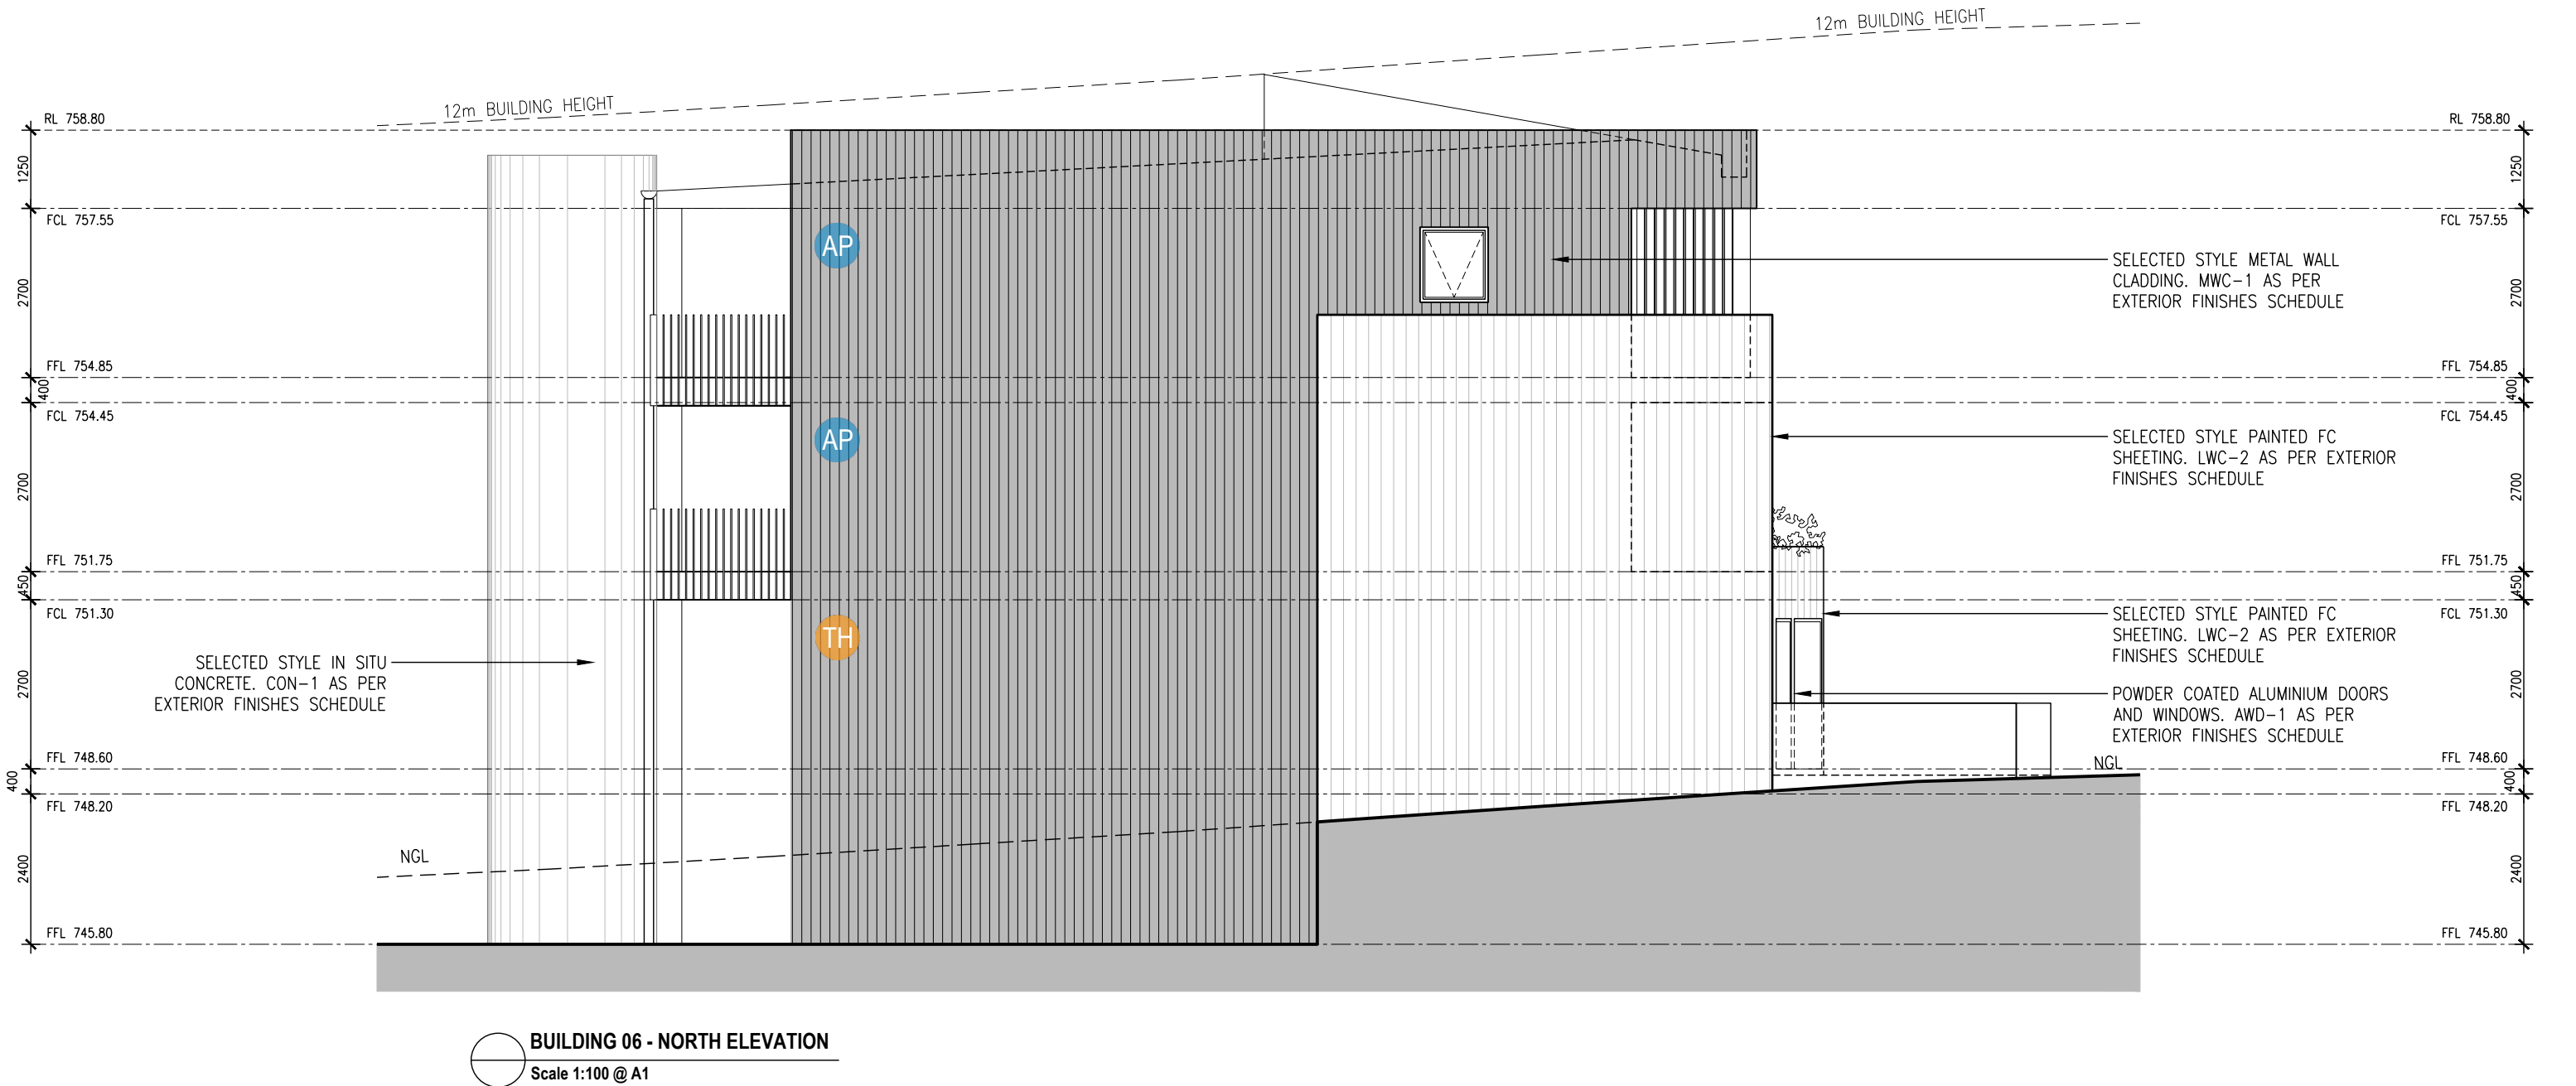 12m BUILDING HEIGHT
12m BUILDING HEIGHT
RL 758.80
RL 758.80
1250
1250
FCL 757.55
FCL 757.55
AP
SELECTED STYLE METAL WALL
CLADDING. MWC-1 AS PER
EXTERIOR FINISHES SCHEDULE
2700
2700
FFL 754.85
FFL 754.85
400
400
FCL 754.45
FCL 754.45
AP
SELECTED STYLE PAINTED FC
SHEETING. LWC-2 AS PER EXTERIOR
FINISHES SCHEDULE
2700
2700
FFL 751.75
FFL 751.75
450
450
FCL 751.30
FCL 751.30
SELECTED STYLE PAINTED FC
SHEETING. LWC-2 AS PER EXTERIOR
FINISHES SCHEDULE
TH
SELECTED STYLE IN SITU
CONCRETE. CON-1 AS PER
EXTERIOR FINISHES SCHEDULE
2700
2700
POWDER COATED ALUMINIUM DOORS
AND WINDOWS. AWD-1 AS PER
EXTERIOR FINISHES SCHEDULE
FFL 748.60
NGL
FFL 748.60
400
400
FFL 748.20
FFL 748.20
NGL
2400
2400
FFL 745.80
FFL 745.80
BUILDING 06 - NORTH ELEVATION
Scale 1:100 @ A1